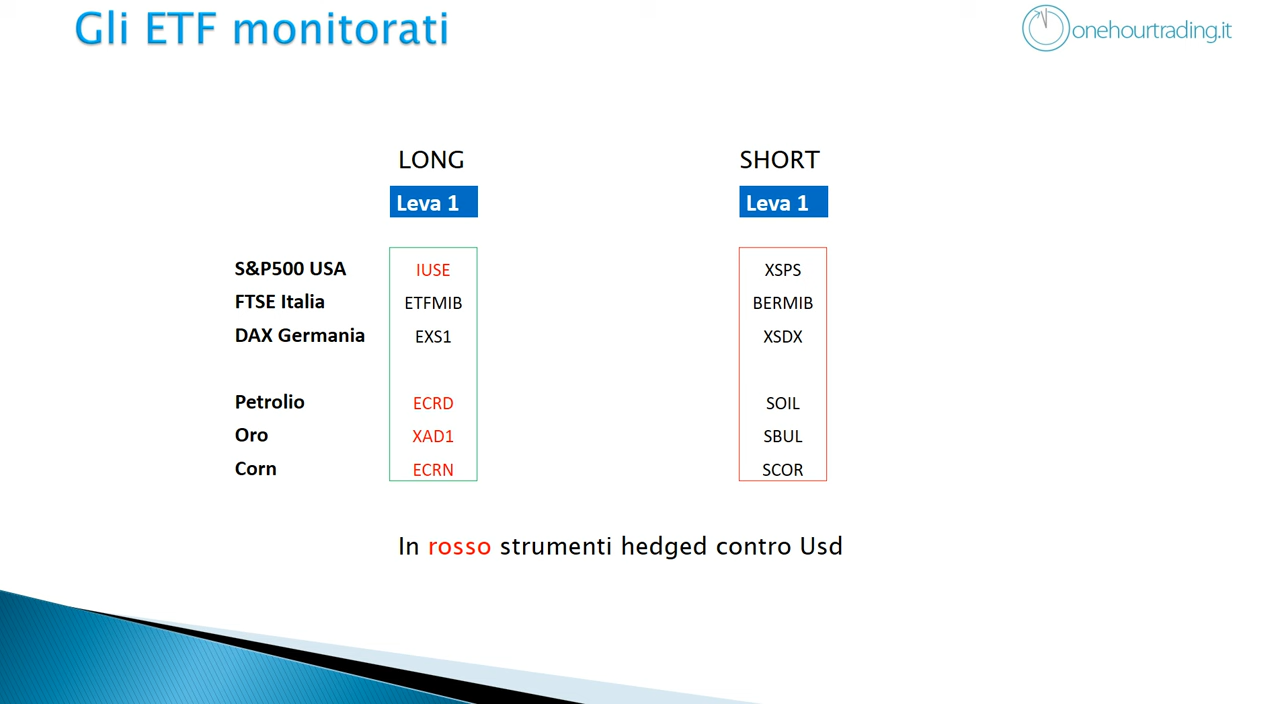 Gli ETF monitorati
onehourtrading.it
LONG SHORT
Leva 1 Leva 1
S&P500 USA IUSE XSPS
FTSE Italia ETFMIB BERMIB
DAX Germania EXS1 XSDX
Petrolio ECRD SOIL
Oro XAD1 SBUL
Corn ECRN SCOR
In rosso strumenti hedged contro Usd